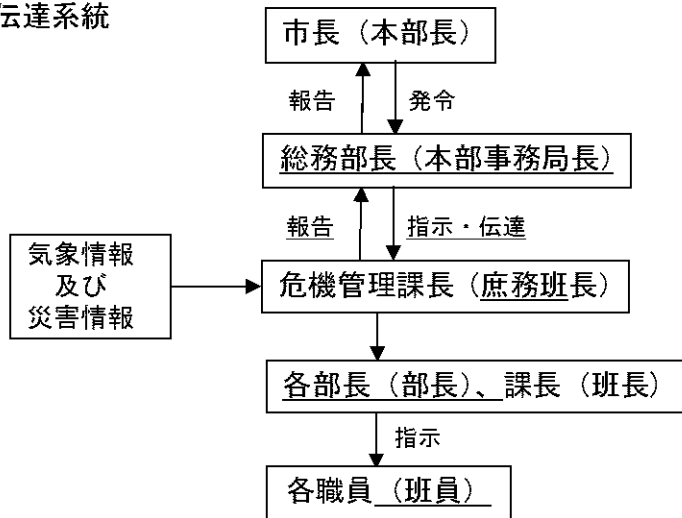 伝達系統
市長（本部長）
報告
発令
総務部長（本部事務局長）
報告
指示・伝達
気象情報
及び
災害情報
危機管理課長（庶務班長）
各部長（部長）、課長（班長）
指示
各職員（班員）